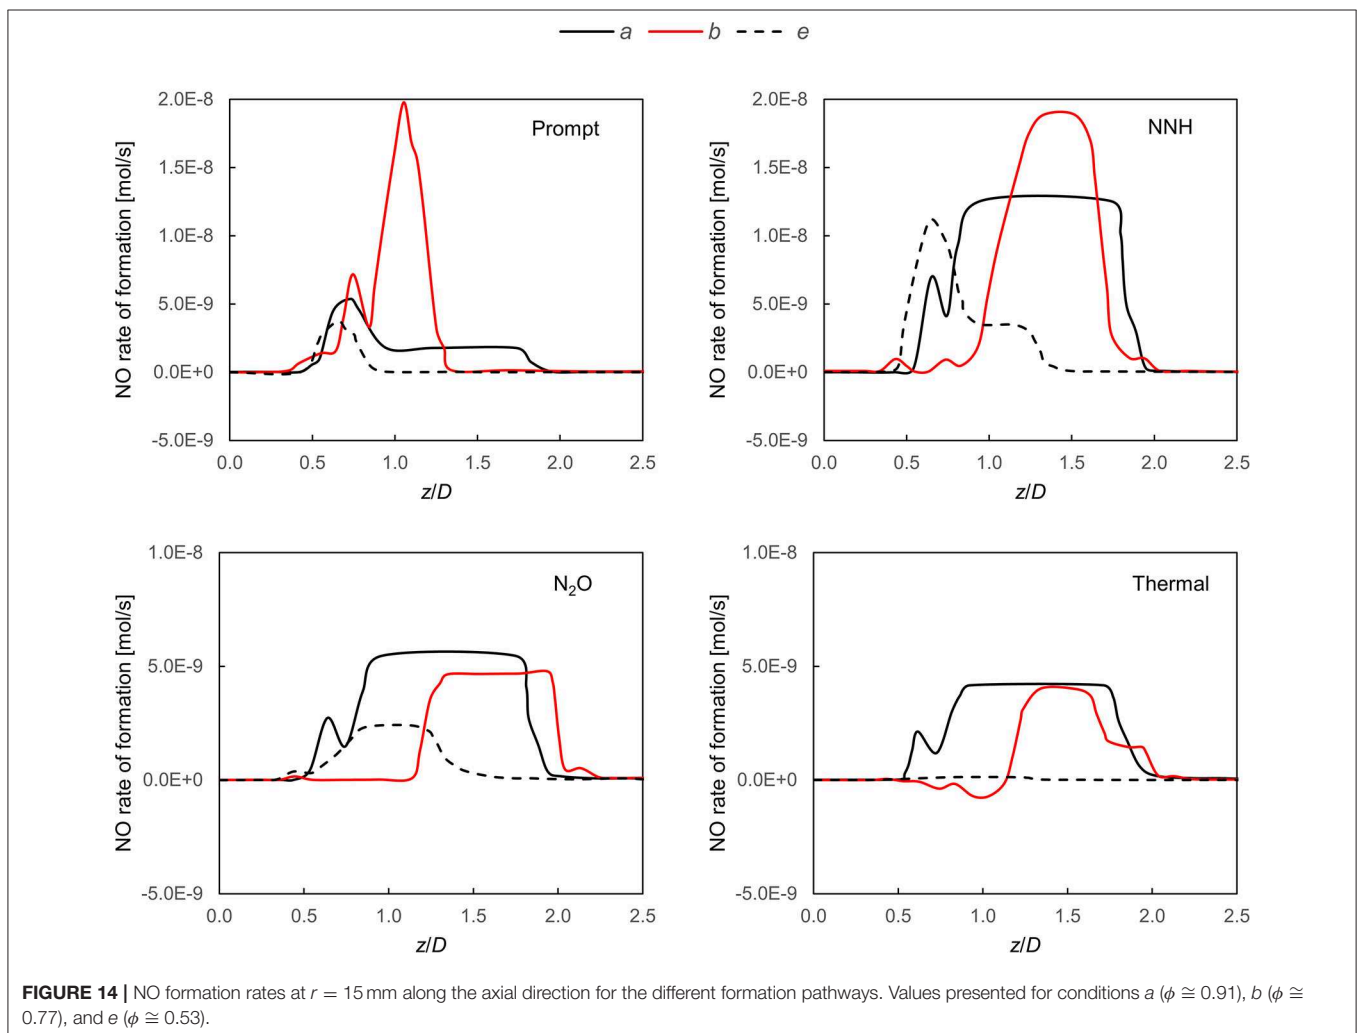 a b e
Prompt
NO rate of formation [mol/s]
2.0E-8
1.5E-8
1.0E-8
5.0E-9
0.0E+0
-5.0E-9
0.0 0.5 1.0 1.5 2.0 2.5
z/D
NNH
NO rate of formation [mol/s]
2.0E-8
1.5E-8
1.0E-8
5.0E-9
0.0E+0
-5.0E-9
0.0 0.5 1.0 1.5 2.0 2.5
z/D
N₂O
NO rate of formation [mol/s]
1.0E-8
5.0E-9
0.0E+0
-5.0E-9
0.0 0.5 1.0 1.5 2.0 2.5
z/D
Thermal
NO rate of formation [mol/s]
1.0E-8
5.0E-9
0.0E+0
-5.0E-9
0.0 0.5 1.0 1.5 2.0 2.5
z/D
FIGURE 14 | NO formation rates at r = 15 mm along the axial direction for the different formation pathways. Values presented for conditions a (ϕ ≅ 0.91), b (ϕ ≅
0.77), and e (ϕ ≅ 0.53).